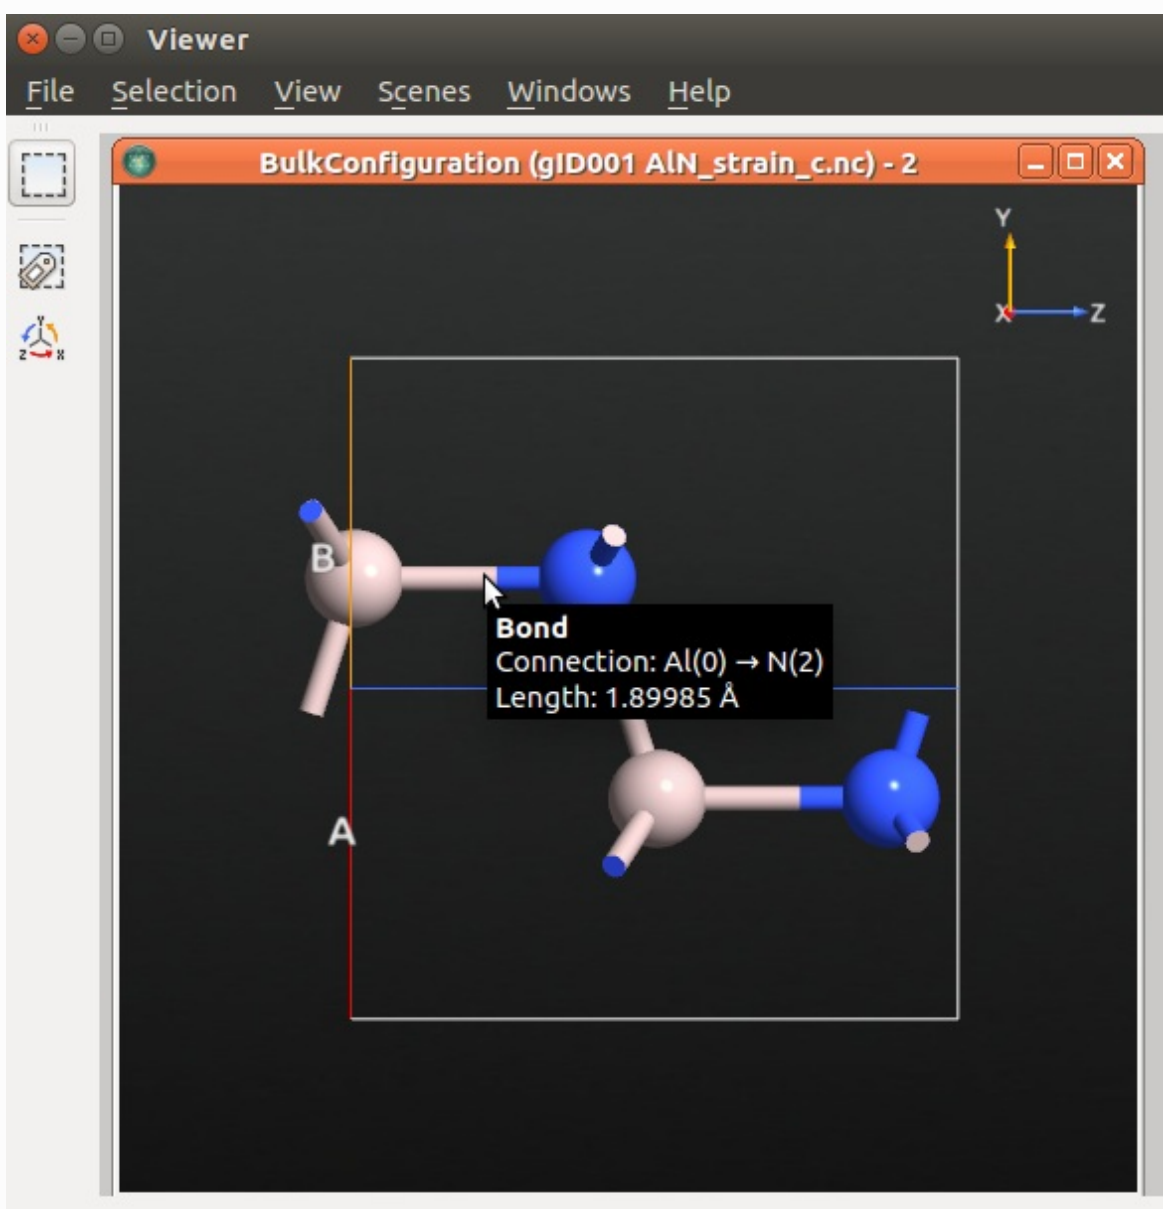 Viewer
File Selection View Scenes Windows Help
BulkConfiguration (gID001 AlN_strain_c.nc) - 2
Y
X Z
Y
Z X
B
Bond
Connection: Al(0) → N(2)
Length: 1.89985 Å
A